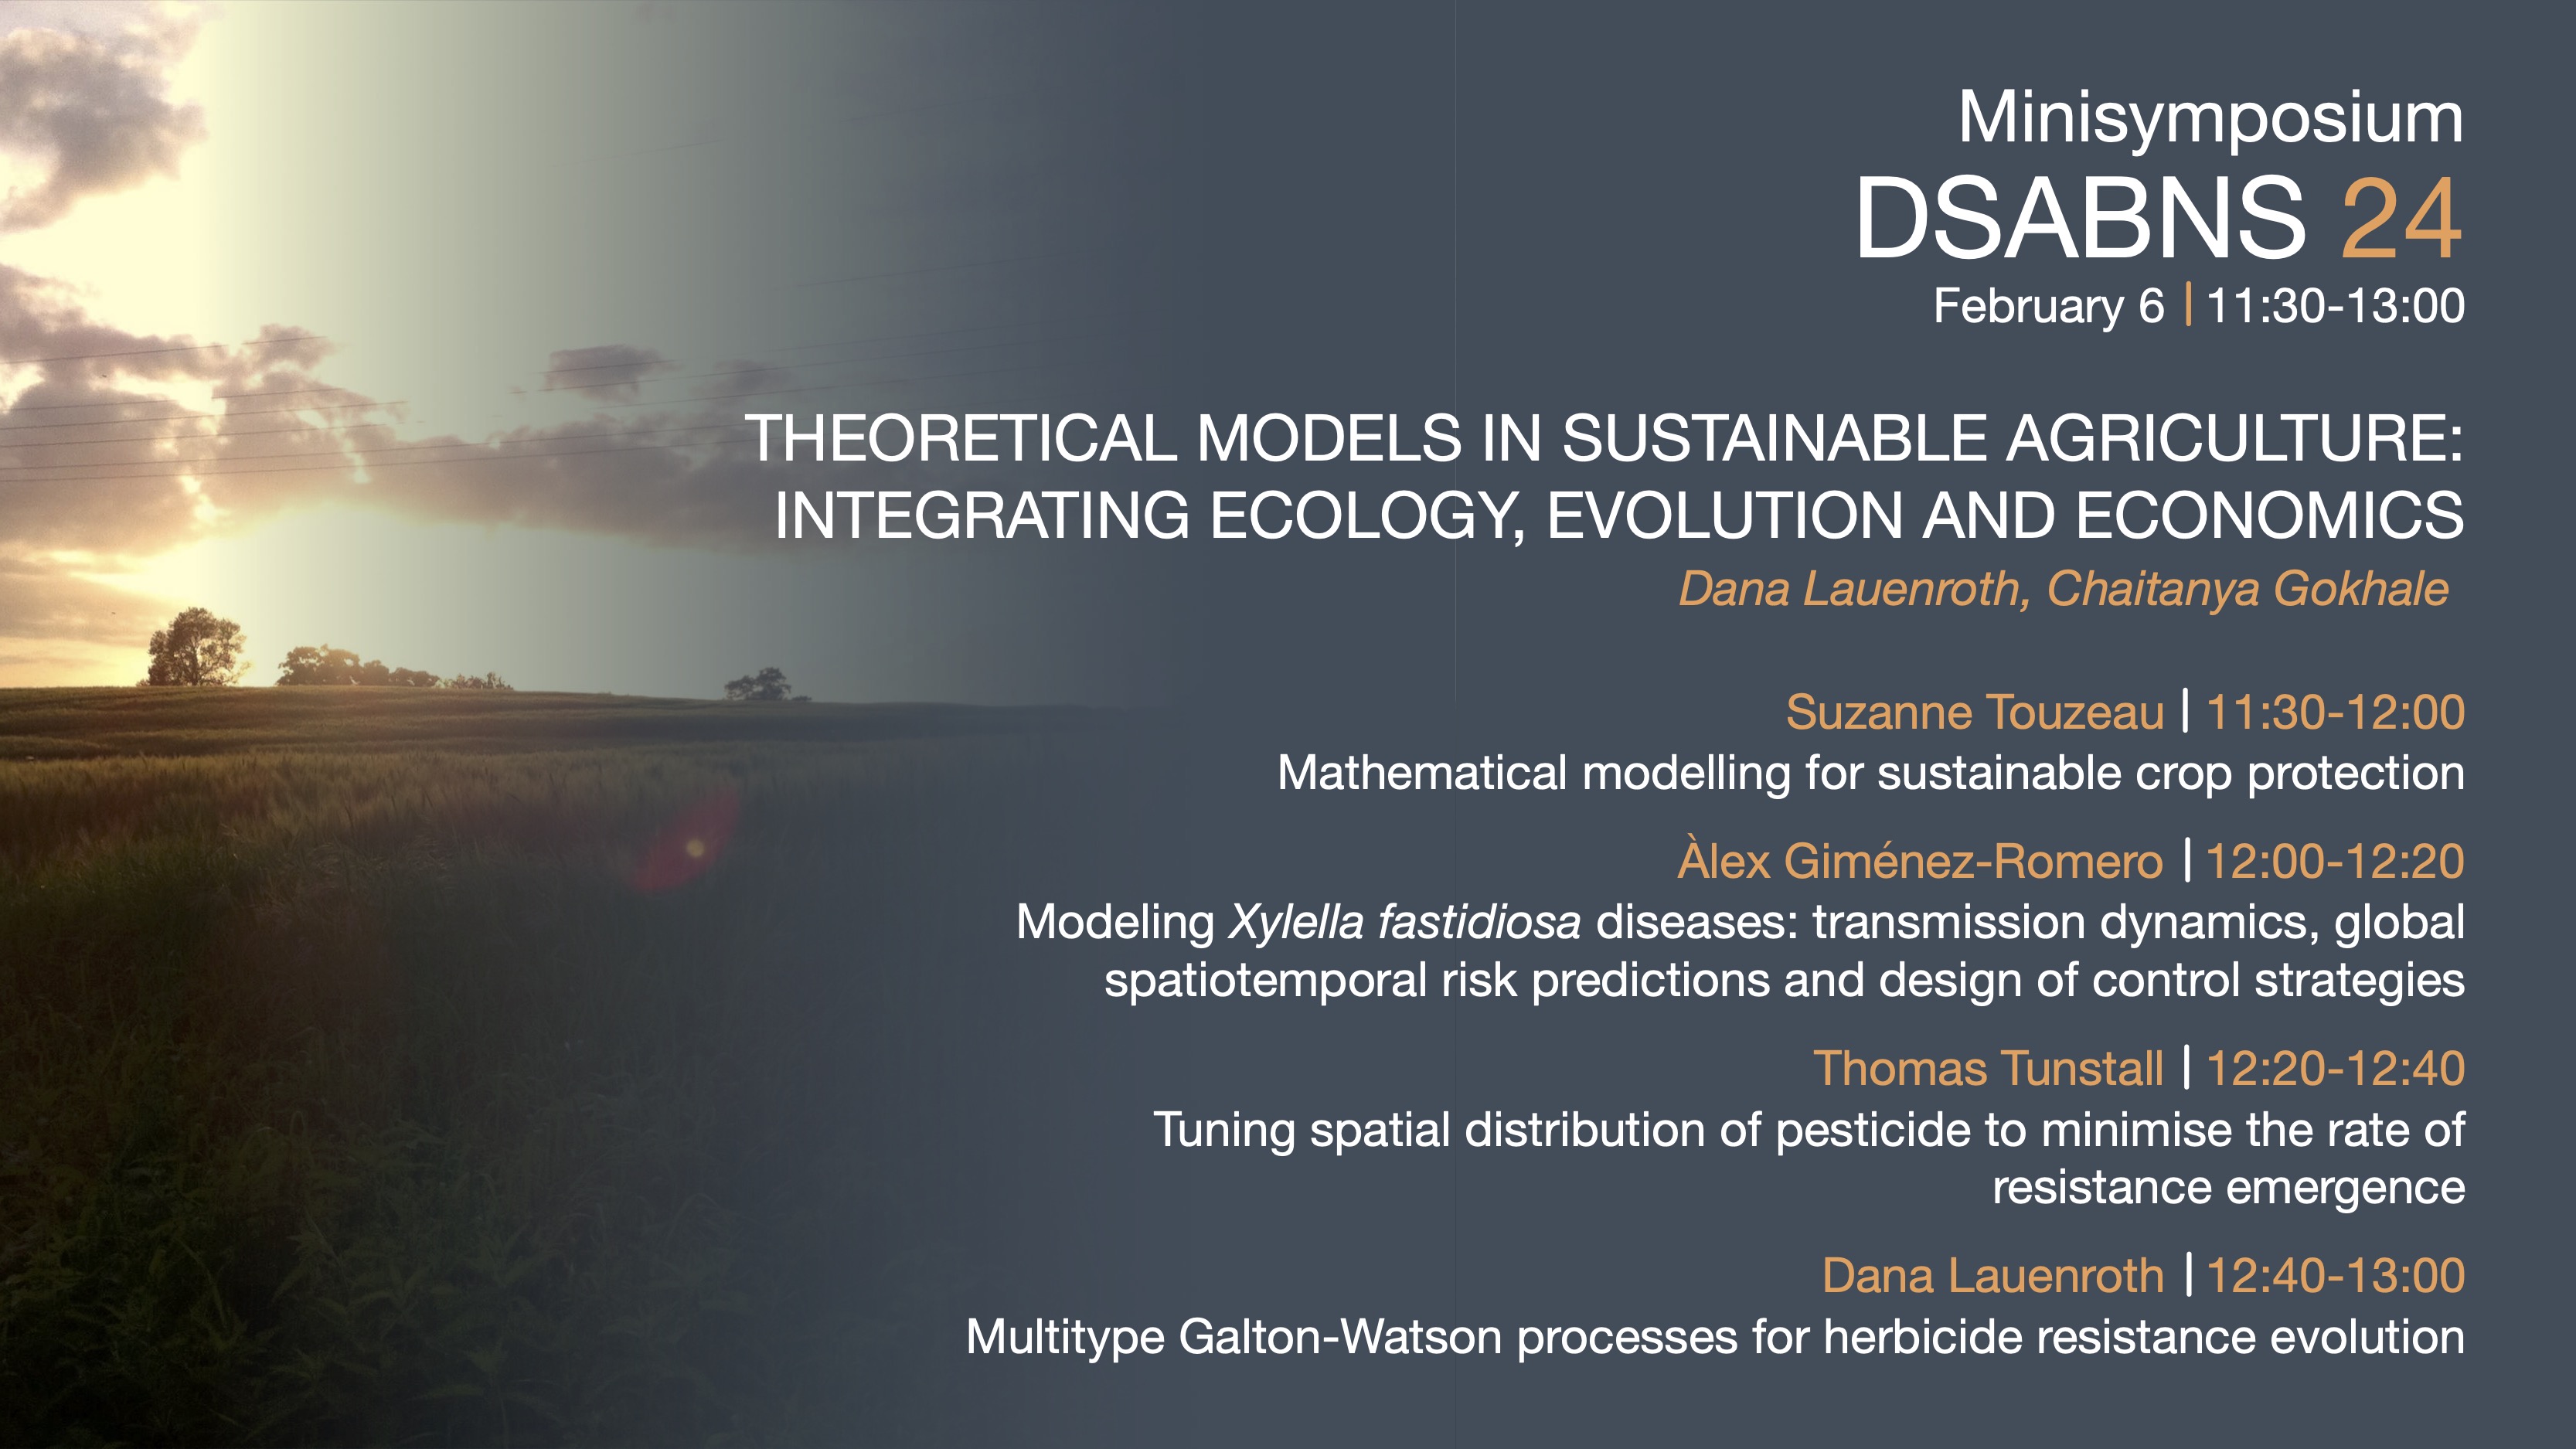 Minisymposium
DSABNS 24
February 6 | 11:30-13:00
THEORETICAL MODELS IN SUSTAINABLE AGRICULTURE:
INTEGRATING ECOLOGY, EVOLUTION AND ECONOMICS
Dana Lauenroth, Chaitanya Gokhale
Suzanne Touzeau | 11:30-12:00
Mathematical modelling for sustainable crop protection
Àlex Giménez-Romero | 12:00-12:20
Modeling Xylella fastidiosa diseases: transmission dynamics, global
spatiotemporal risk predictions and design of control strategies
Thomas Tunstall | 12:20-12:40
Tuning spatial distribution of pesticide to minimise the rate of
resistance emergence
Dana Lauenroth | 12:40-13:00
Multitype Galton-Watson processes for herbicide resistance evolution